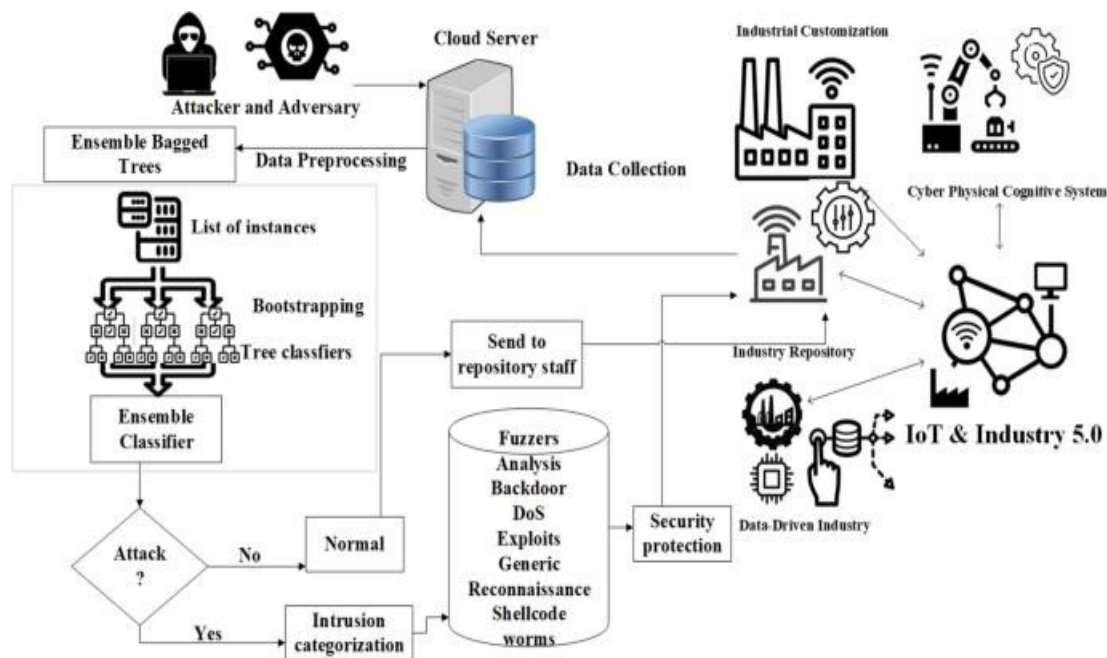 Cloud Server
Industrial Customization
Attacker and Adversary
Ensemble Bagged
Trees
Data Preprocessing
Data Collection
Cyber Physical Cognitive System
List of instances
Bootstrapping
Tree classfiers
Ensemble
Classifier
Send to
repository staff
Industry Repository
IoT & Industry 5.0
Data-Driven Industry
Fuzzers
Analysis
Backdoor
DoS
Exploits
Generic
Reconnaissance
Shellcode
worms
Security
protection
Attack
?
No
Normal
Yes
Intrusion
categorization